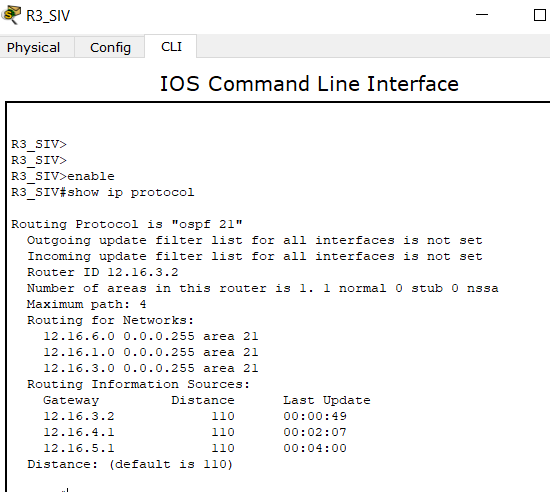 R3_SIV
Physical Config CLI
IOS Command Line Interface
R3_SIV>
R3_SIV>
R3_SIV>enable
R3_SIV#show ip protocol
Routing Protocol is "ospf 21"
Outgoing update filter list for all interfaces is not set
Incoming update filter list for all interfaces is not set
Router ID 12.16.3.2
Number of areas in this router is 1. 1 normal 0 stub 0 nssa
Maximum path: 4
Routing for Networks:
12.16.6.0 0.0.0.255 area 21
12.16.1.0 0.0.0.255 area 21
12.16.3.0 0.0.0.255 area 21
Routing Information Sources:
Gateway Distance Last Update
12.16.3.2 110 00:00:49
12.16.4.1 110 00:02:07
12.16.5.1 110 00:04:00
Distance: (default is 110)